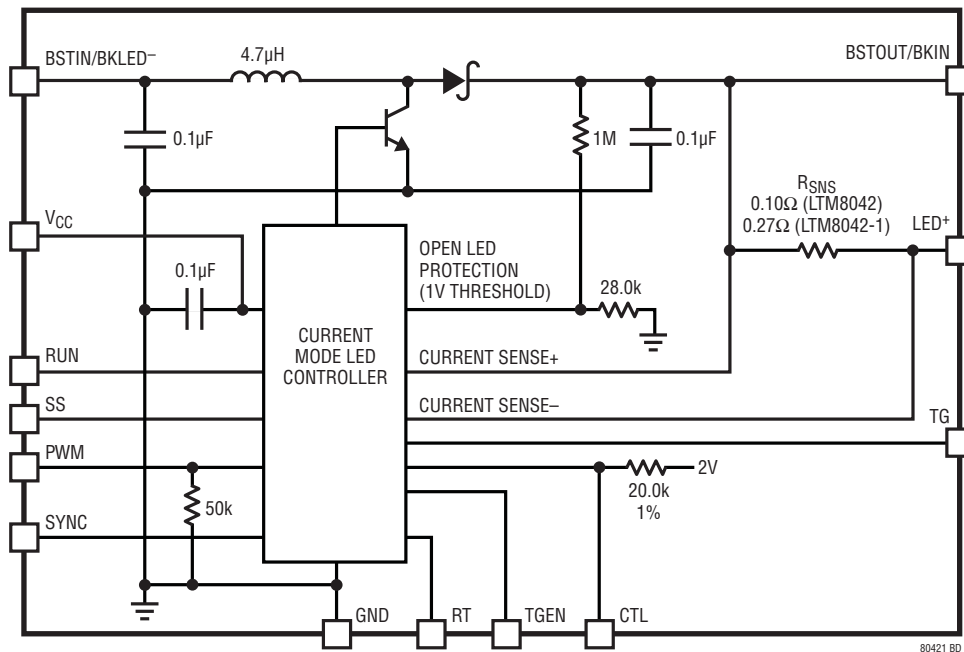 BSTIN/BKLED–
4.7µH
BSTOUT/BKIN
0.1µF
1M
0.1µF
RSNS
0.10Ω (LTM8042)
0.27Ω (LTM8042-1)
LED+
VCC
0.1µF
OPEN LED
PROTECTION
(1V THRESHOLD)
28.0k
CURRENT
MODE LED
CONTROLLER
RUN
CURRENT SENSE+
SS
CURRENT SENSE–
TG
PWM
2V
20.0k
1%
50k
SYNC
GND
RT
TGEN
CTL
80421 BD